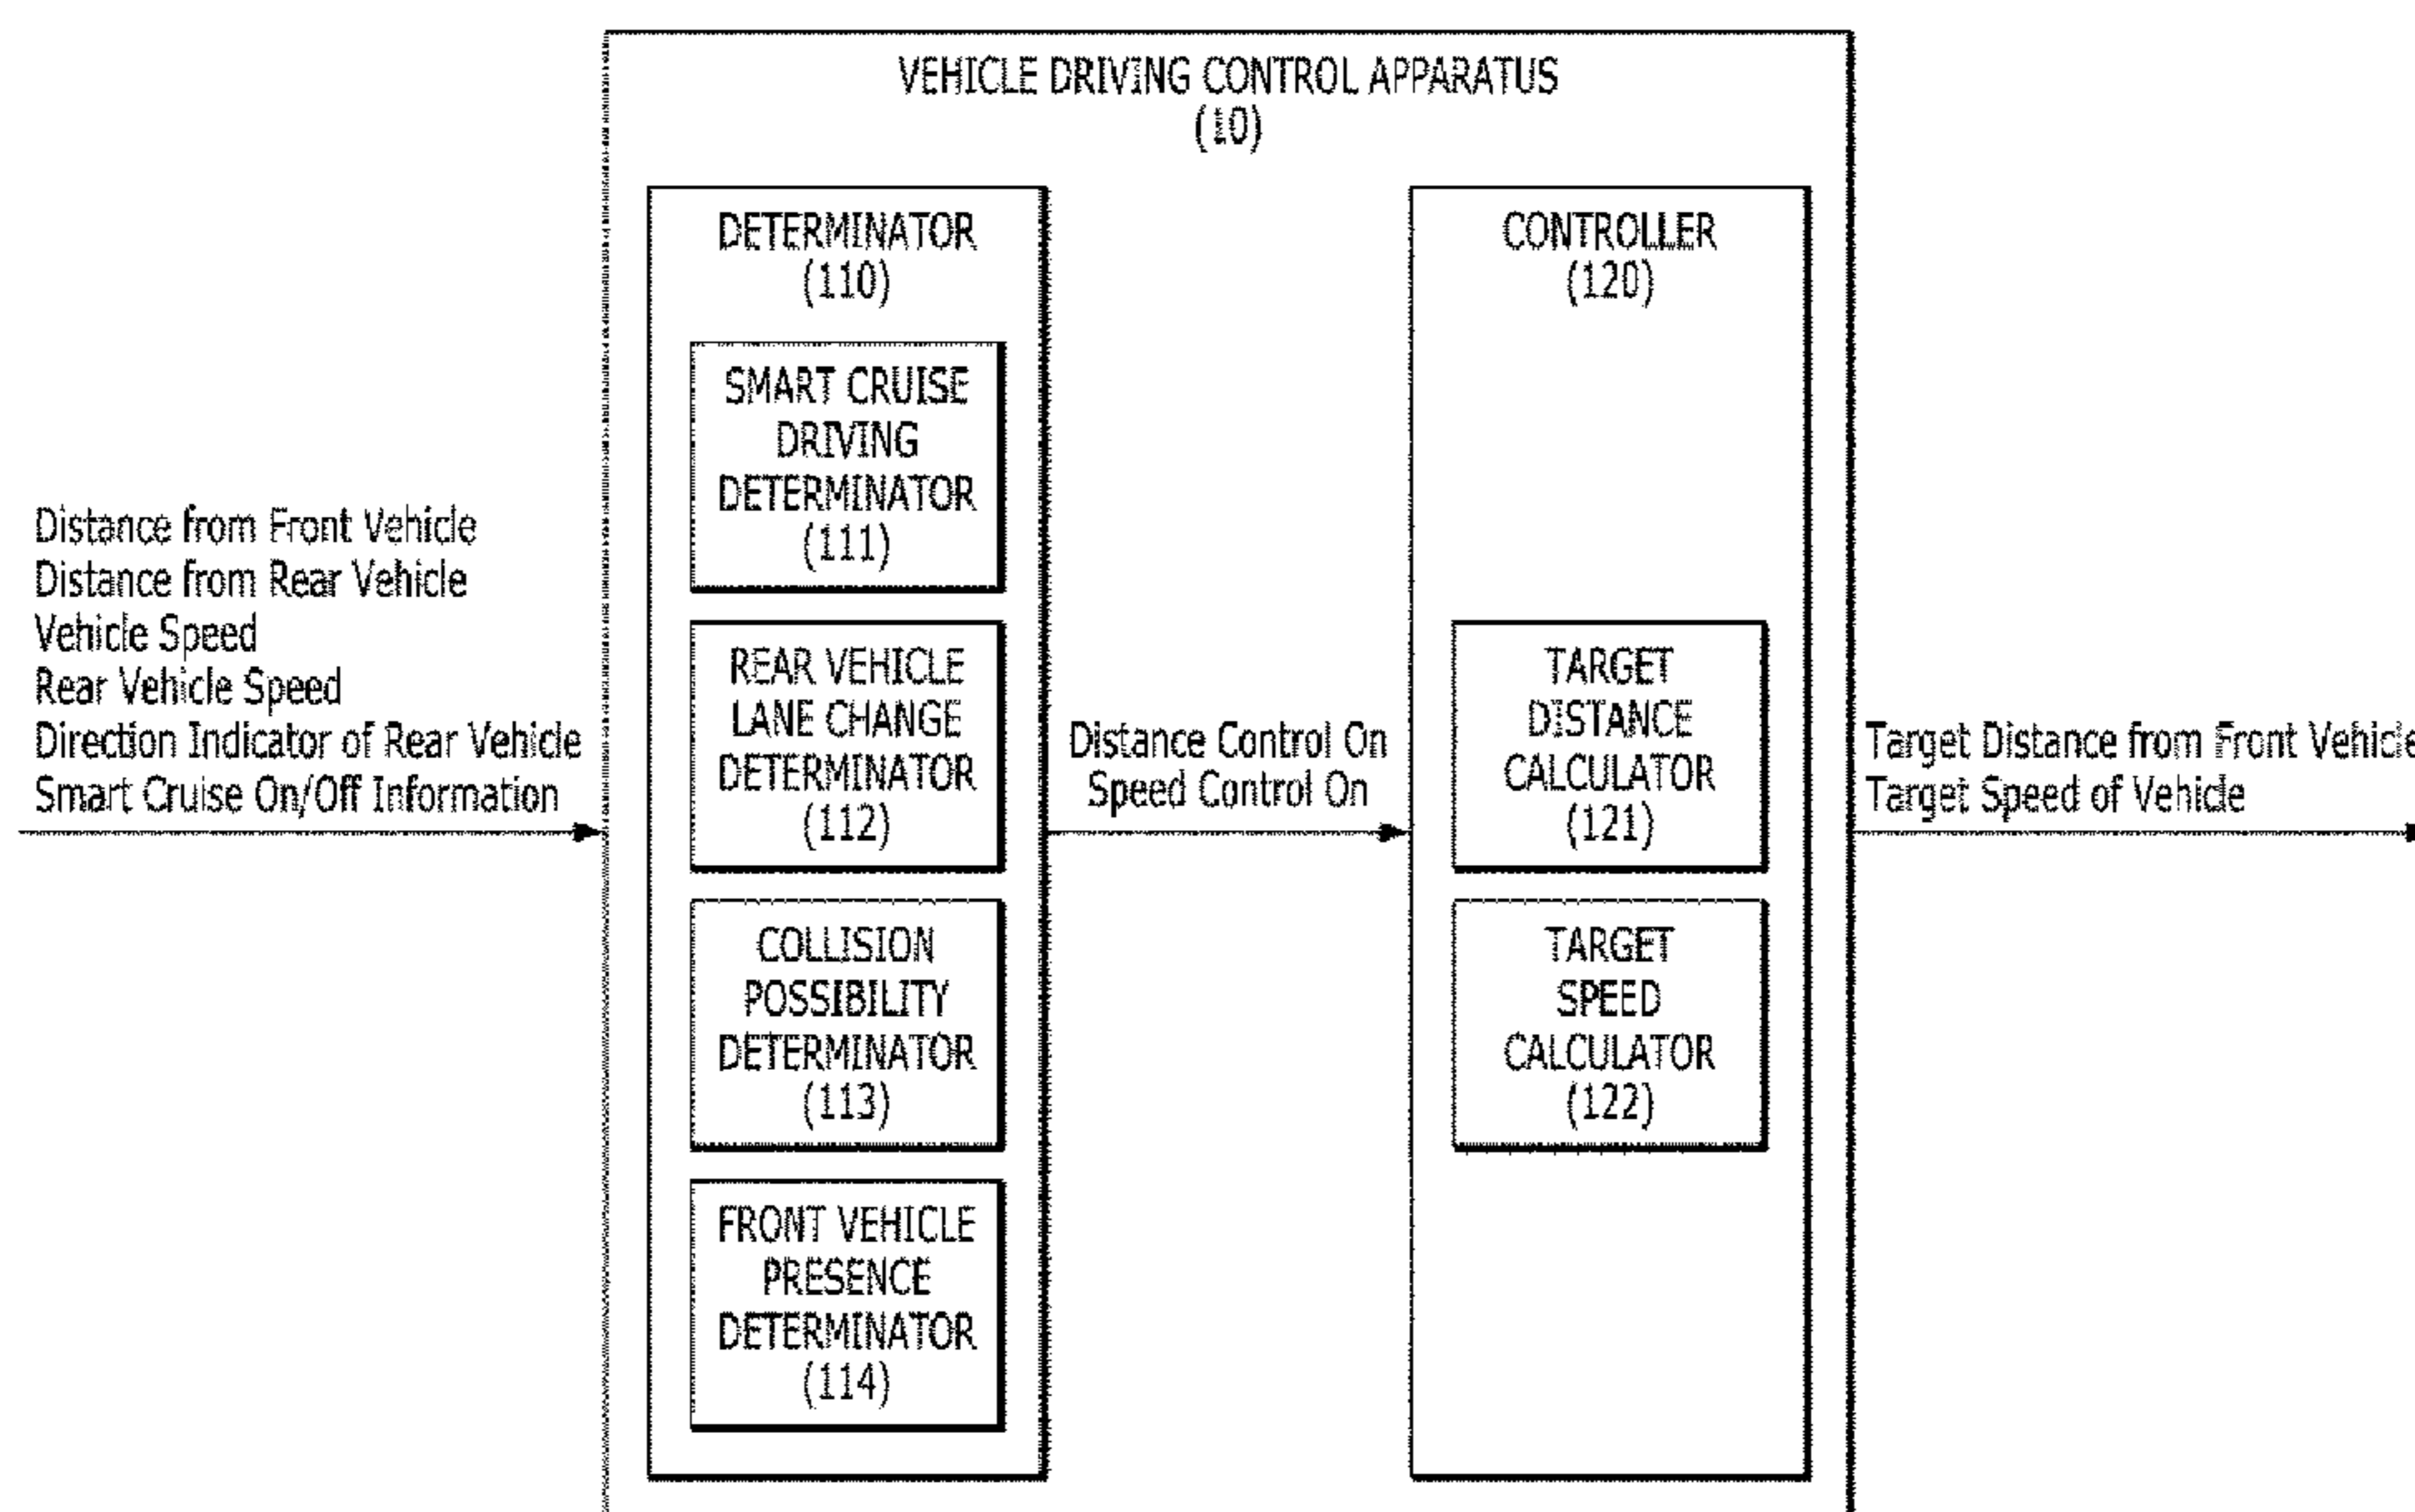 VEHICLE DRIVING CONTROL APPARATUS
(10)
DETERMINATOR
(110)
SMART CRUISE
DRIVING
DETERMINATOR
(111)
REAR VEHICLE
LANE CHANGE
DETERMINATOR
(112)
COLLISION
POSSIBILITY
DETERMINATOR
(113)
FRONT VEHICLE
PRESENCE
DETERMINATOR
(114)
CONTROLLER
(120)
TARGET
DISTANCE
CALCULATOR
(121)
TARGET
SPEED
CALCULATOR
(122)
Distance from Front Vehicle
Distance from Rear Vehicle
Vehicle Speed
Rear Vehicle Speed
Direction Indicator of Rear Vehicle
Smart Cruise On/Off Information
Distance Control On
Speed Control On
Target Distance from Front Vehicle
Target Speed of Vehicle